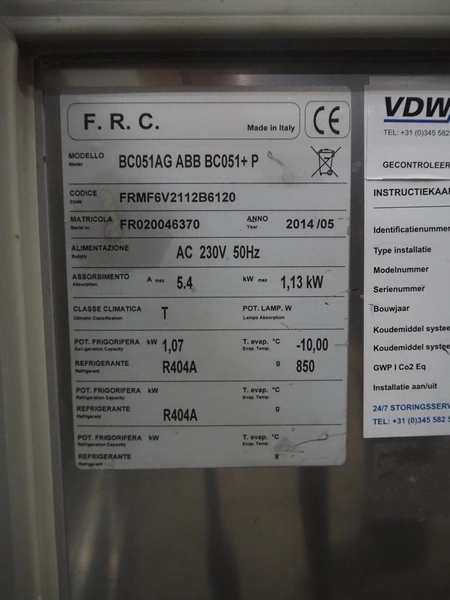 F. R. C.
Made in Italy
CE
MODELLO BC051AG ABB BC051+ P
Model
CODICE FRMF6V2112B6120
Code
MATRICOLA FR020046370 ANNO 2014 /05
Serial nr. Year
ALIMENTAZIONE AC 230V 50Hz
Supply
ASSORBIMENTO A max 5.4 kW max 1,13 kW
Absorption
CLASSE CLIMATICA T POT. LAMP. W
Climatic Classification Lamps Absorption
POT. FRIGORIFERA kW 1,07 T. evap. °C -10,00
Refrigeration Capacity Evap. Temp.
REFRIGERANTE R404A g 850
Refrigerant
POT. FRIGORIFERA kW T. evap. °C
Refrigeration Capacity Evap. Temp.
REFRIGERANTE R404A g
Refrigerant
POT. FRIGORIFERA kW T. evap. °C
Refrigeration Capacity Evap. Temp.
REFRIGERANTE g
Refrigerant
VDW
TEL: +31 (0)345 582
GECONTROLEER
INSTRUCTIEKAA
Identificatienummer
Type installatie
Modelnummer
Serienummer
Bouwjaar
Koudemiddel systee
Koudemiddel systee
GWP I Co2 Eq
Installatie aan/uit
24/7 STORINGSSERV
TEL: +31 (0)345 582 5